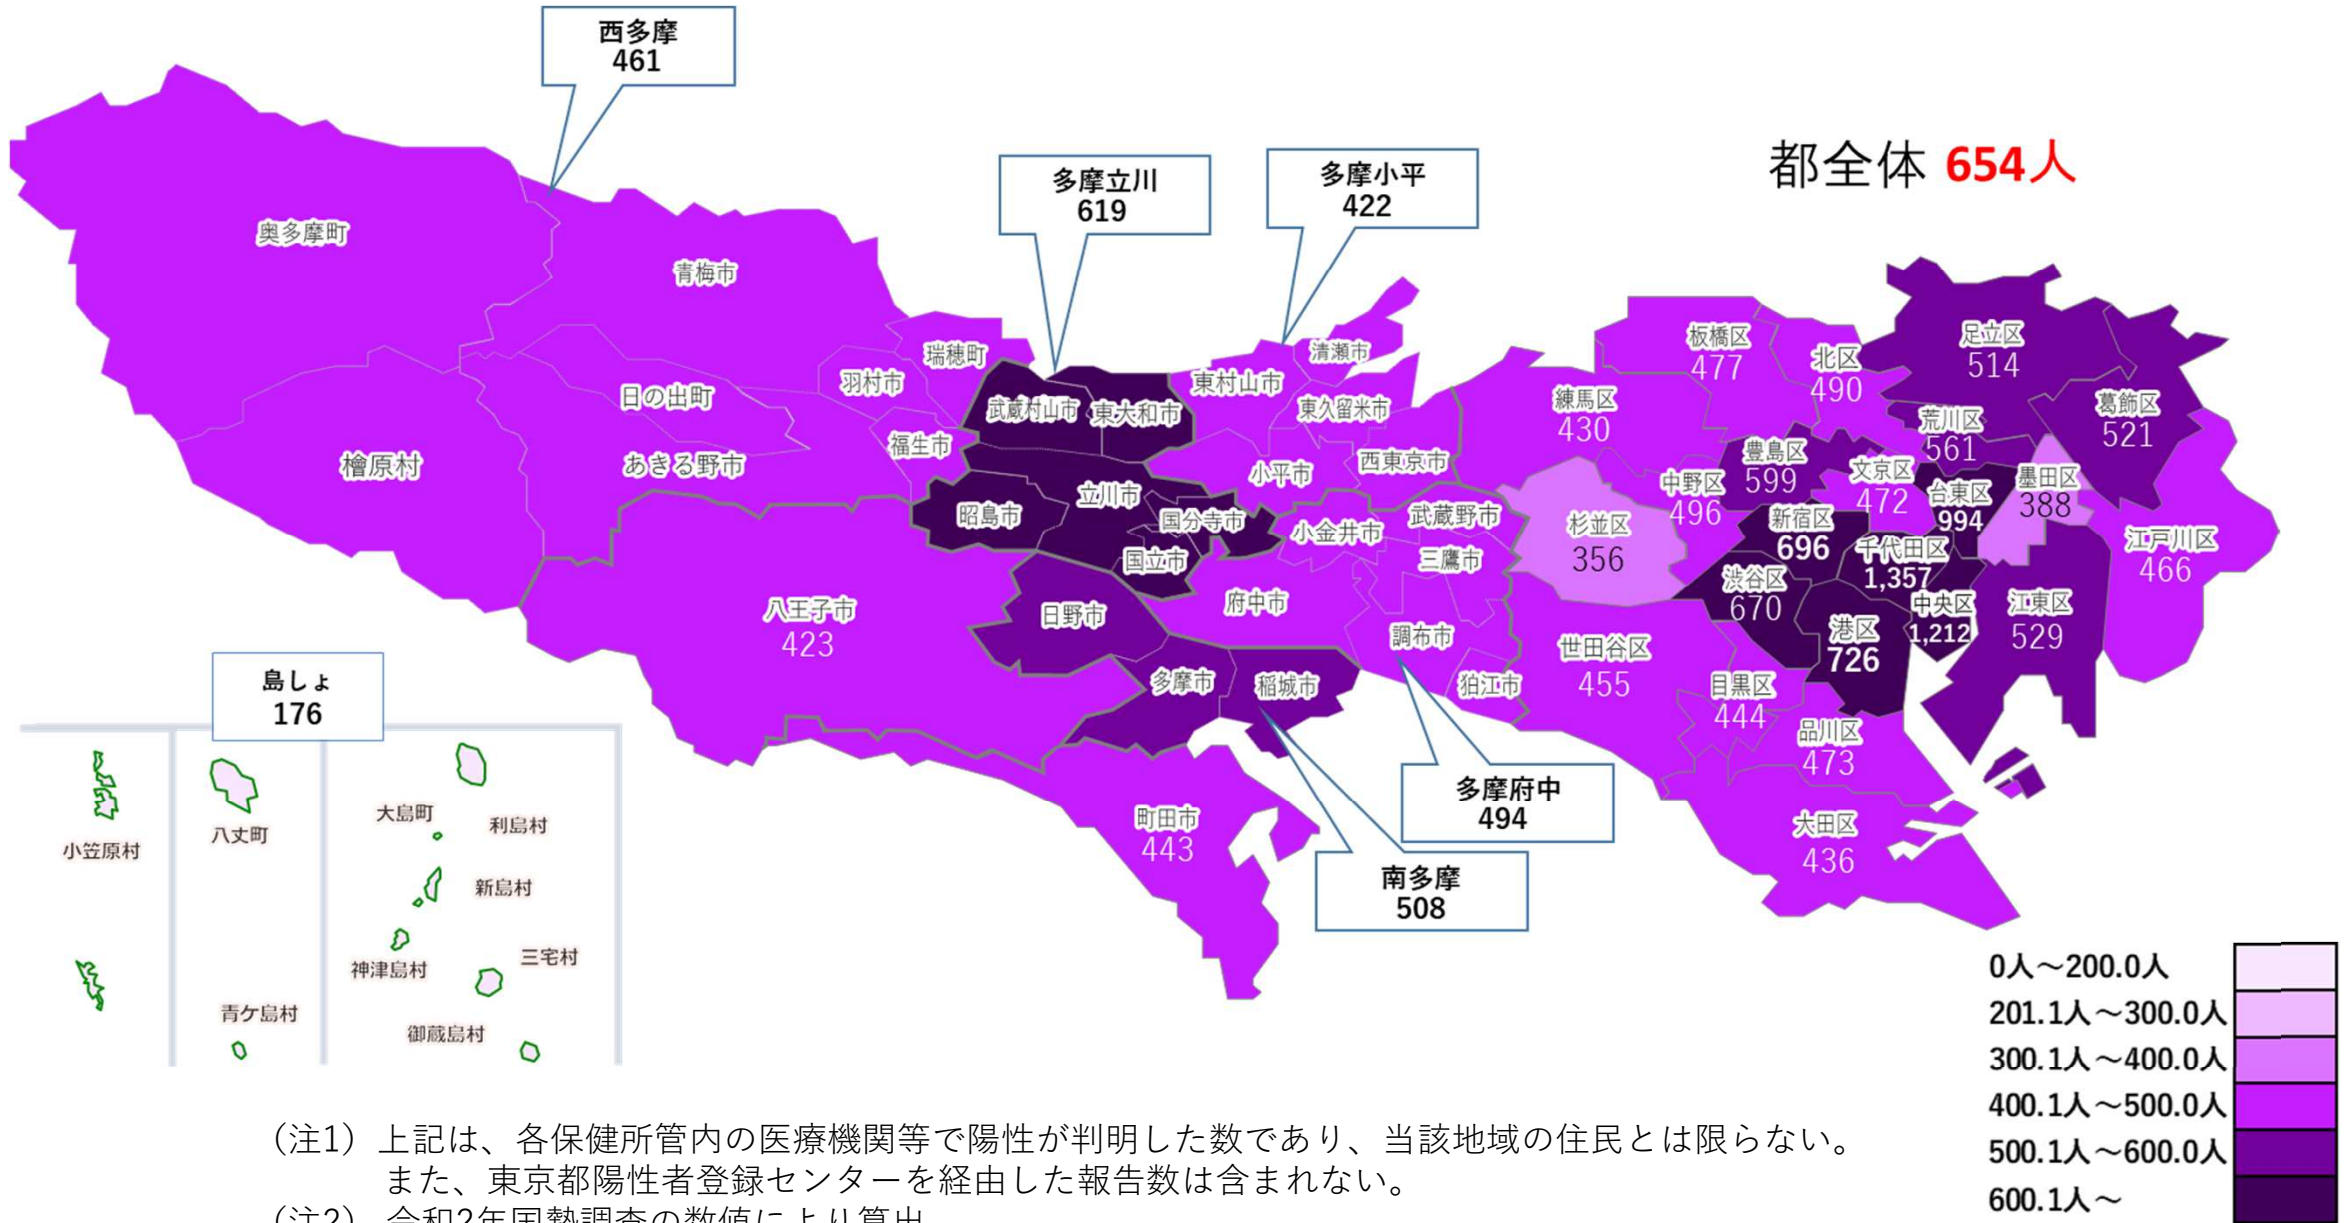 西多摩
461
多摩立川
619
多摩小平
422
都全体 654人
奥多摩町
青梅市
瑞穂町
羽村市
日の出町
福生市
あきる野市
檜原村
武蔵村山市
東大和市
立川市
昭島市
国分寺市
国立市
東村山市
清瀬市
東久留米市
小平市
西東京市
小金井市
武蔵野市
三鷹市
府中市
調布市
狛江市
八王子市
423
日野市
多摩市
稲城市
町田市
443
多摩府中
494
南多摩
508
板橋区
477
北区
490
足立区
514
葛飾区
521
荒川区
561
練馬区
430
豊島区
599
文京区
472
台東区
994
墨田区
388
中野区
496
杉並区
356
新宿区
696
千代田区
1,357
渋谷区
670
中央区
1,212
江東区
529
江戸川区
466
港区
726
世田谷区
455
目黒区
444
品川区
473
大田区
436
島しょ
176
小笠原村
八丈町
青ケ島村
大島町
利島村
新島村
神津島村
三宅村
御蔵島村
0人～200.0人
201.1人～300.0人
300.1人～400.0人
400.1人～500.0人
500.1人～600.0人
600.1人～
（注1）上記は、各保健所管内の医療機関等で陽性が判明した数であり、当該地域の住民とは限らない。
また、東京都陽性者登録センターを経由した報告数は含まれない。
（注2） 令和2年国勢調査の数値により算出